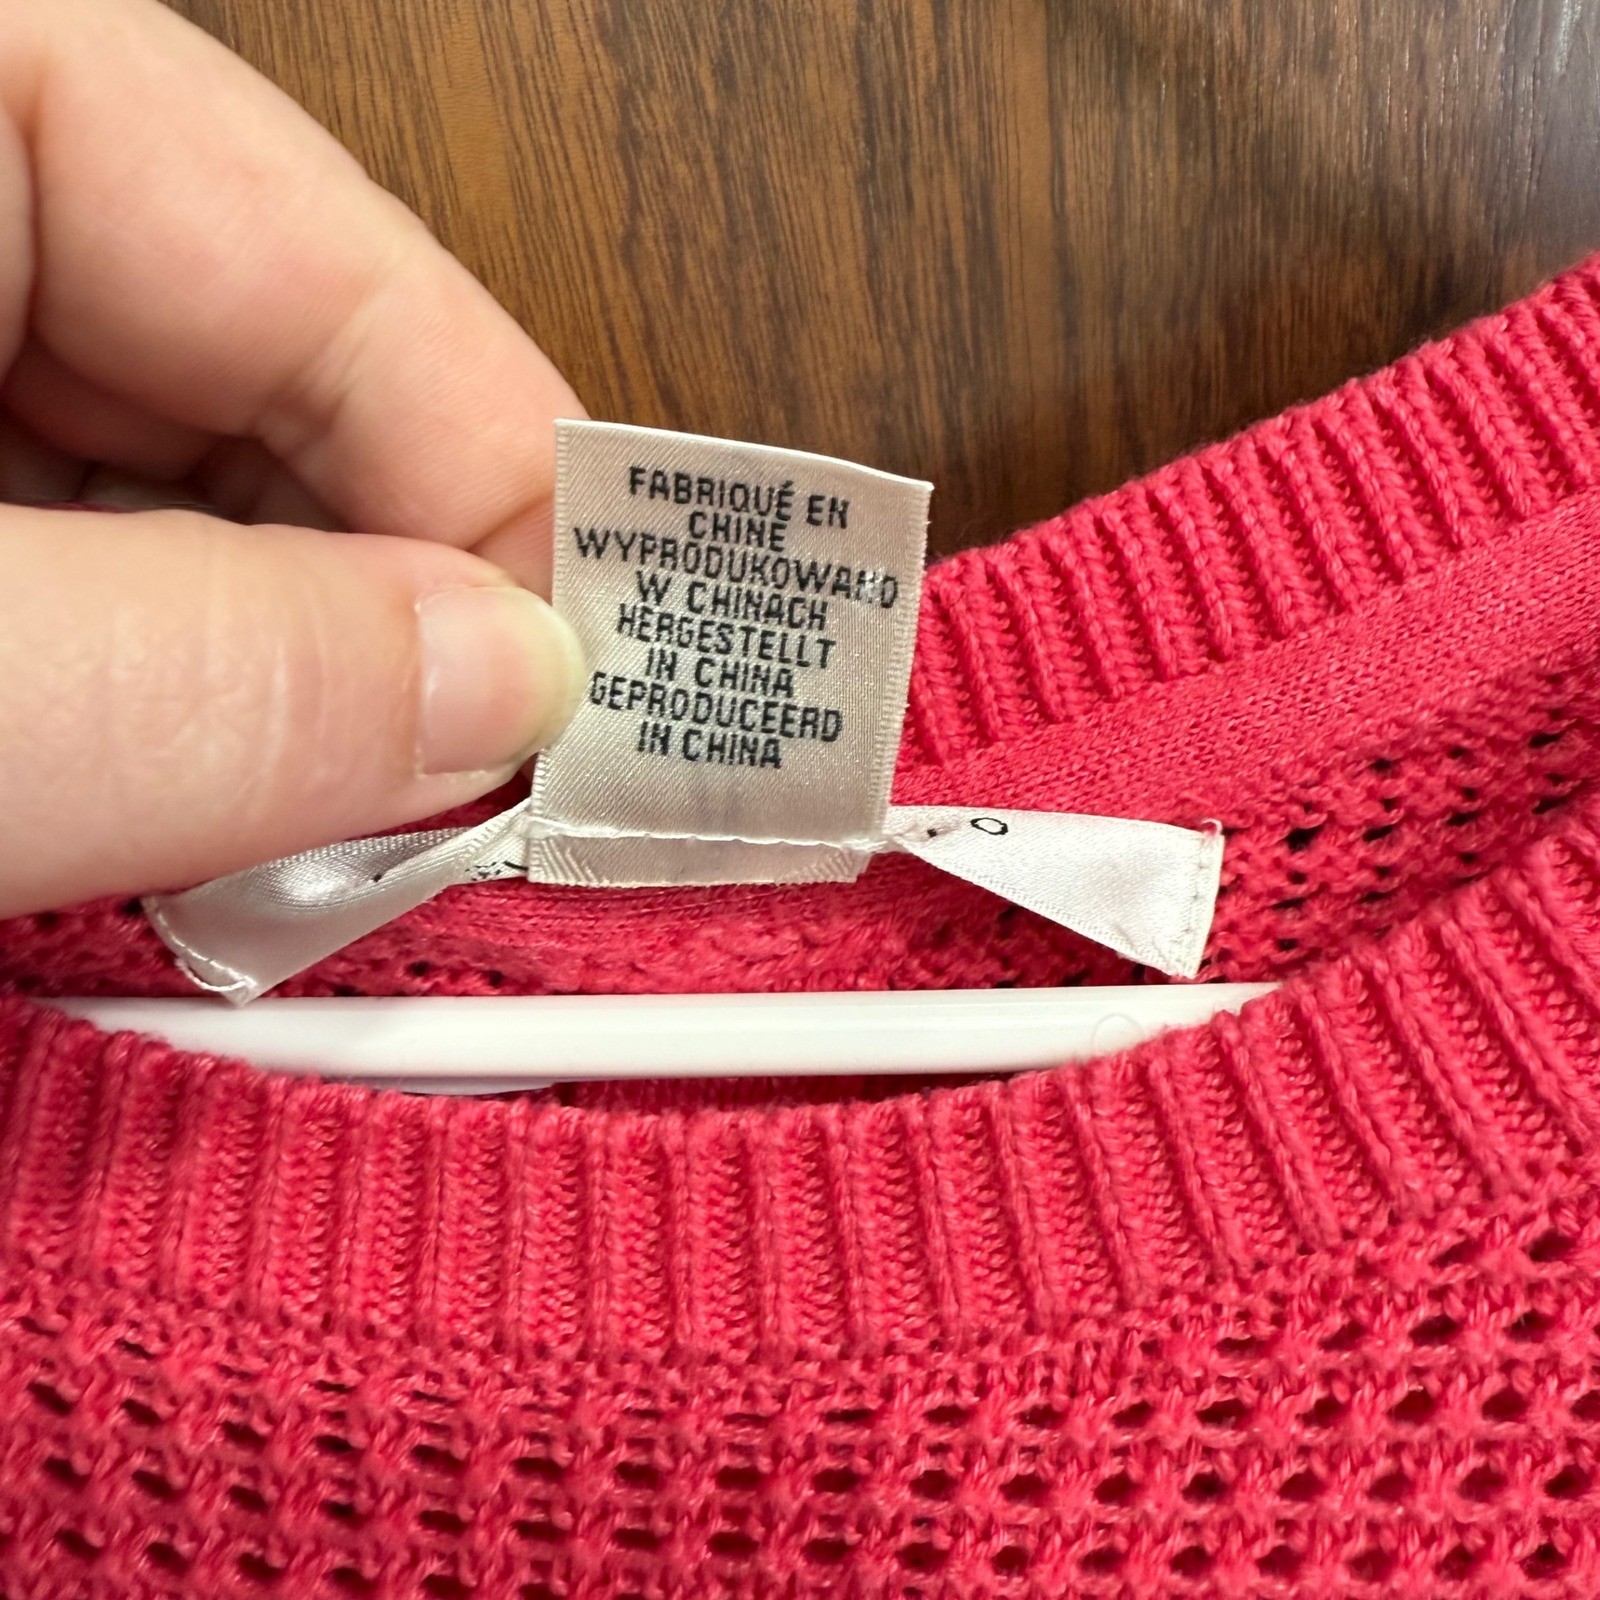 FABRIQUÉ EN
CHINE
WYPRODUKOWANO
W CHINACH
HERGESTELLT
IN CHINA
GEPRODUCEERD
IN CHINA